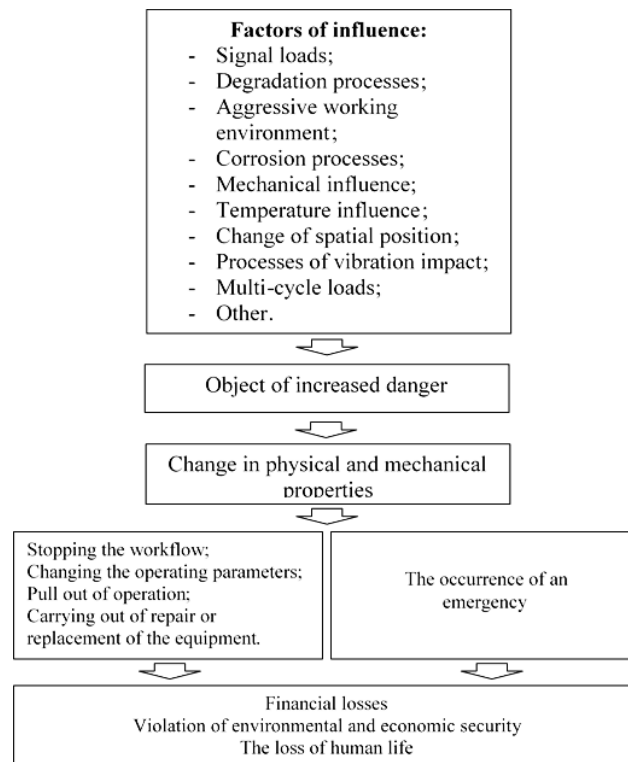 Factors of influence:
- Signal loads;
- Degradation processes;
- Aggressive working
environment;
- Corrosion processes;
- Mechanical influence;
- Temperature influence;
- Change of spatial position;
- Processes of vibration impact;
- Multi-cycle loads;
- Other.
Object of increased danger
Change in physical and mechanical
properties
Stopping the workflow;
Changing the operating parameters;
Pull out of operation;
Carrying out of repair or
replacement of the equipment.
The occurrence of an
emergency
Financial losses
Violation of environmental and economic security
The loss of human life